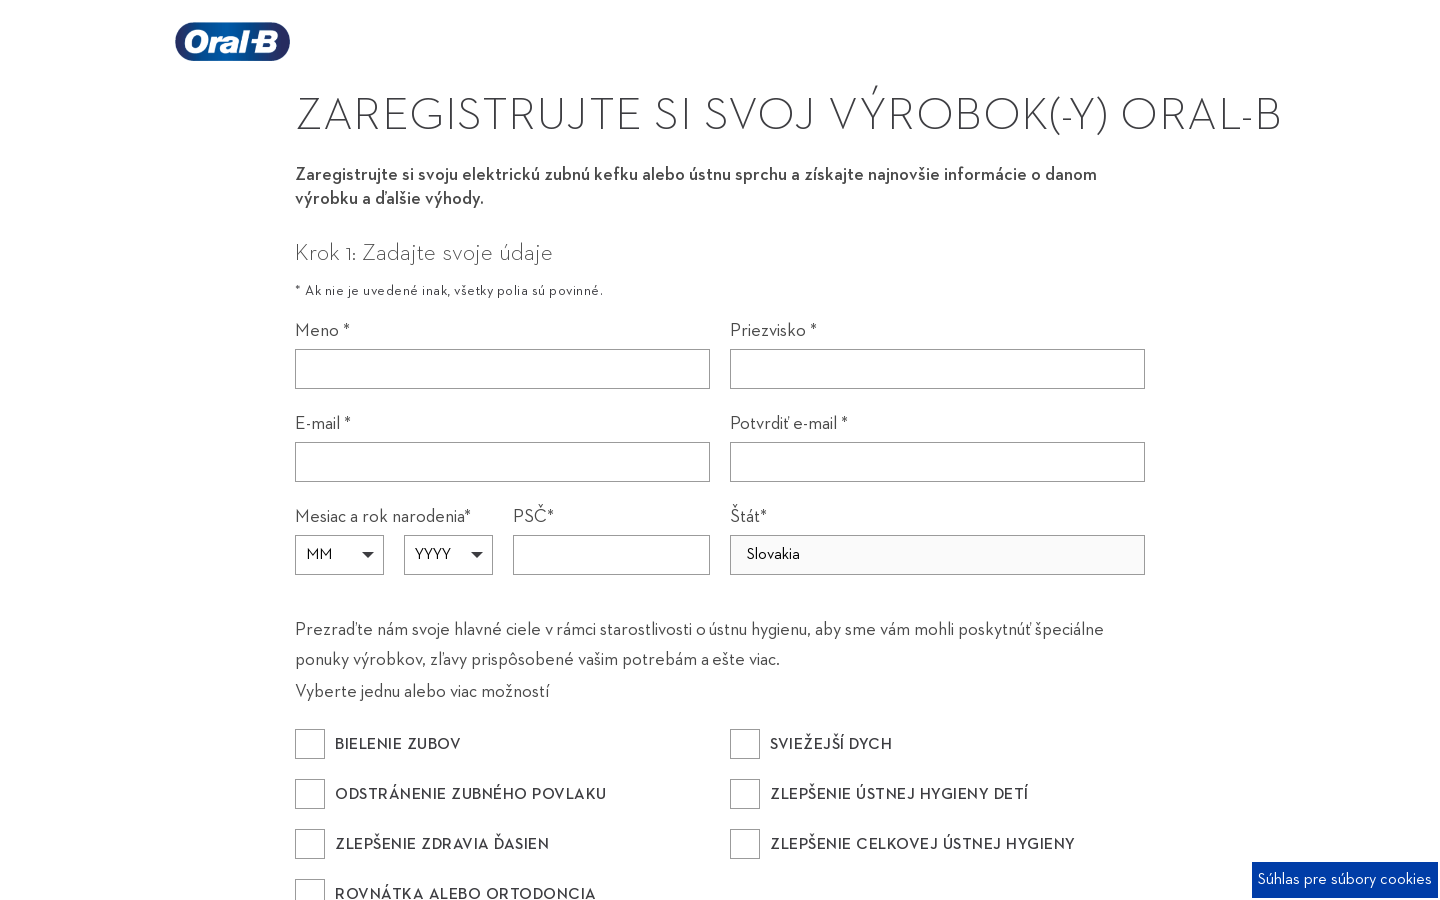 Oral-B
ZAREGISTRUJTE SI SVOJ VÝROBOK(-Y) ORAL-B
Zaregistrujte si svoju elektrickú zubnú kefku alebo ústnu sprchu a získajte najnovšie informácie o danom
výrobku a ďalšie výhody.
Krok 1: Zadajte svoje údaje
* Ak nie je uvedené inak, všetky polia sú povinné.
Meno * Priezvisko *
E-mail * Potvrdiť e-mail *
Mesiac a rok narodenia* PSČ* Štát*
MM YYYY Slovakia
Prezraďte nám svoje hlavné ciele v rámci starostlivosti o ústnu hygienu, aby sme vám mohli poskytnúť špeciálne
ponuky výrobkov, zľavy prispôsobené vašim potrebám a ešte viac.
Vyberte jednu alebo viac možností
BIELENIE ZUBOV SVIEŽEJŠÍ DYCH
ODSTRÁNENIE ZUBNÉHO POVLAKU ZLEPŠENIE ÚSTNEJ HYGIENY DETÍ
ZLEPŠENIE ZDRAVIA ĎASIEN ZLEPŠENIE CELKOVEJ ÚSTNEJ HYGIENY
ROVNÁTKA ALEBO ORTODONCIA
Súhlas pre súbory cookies